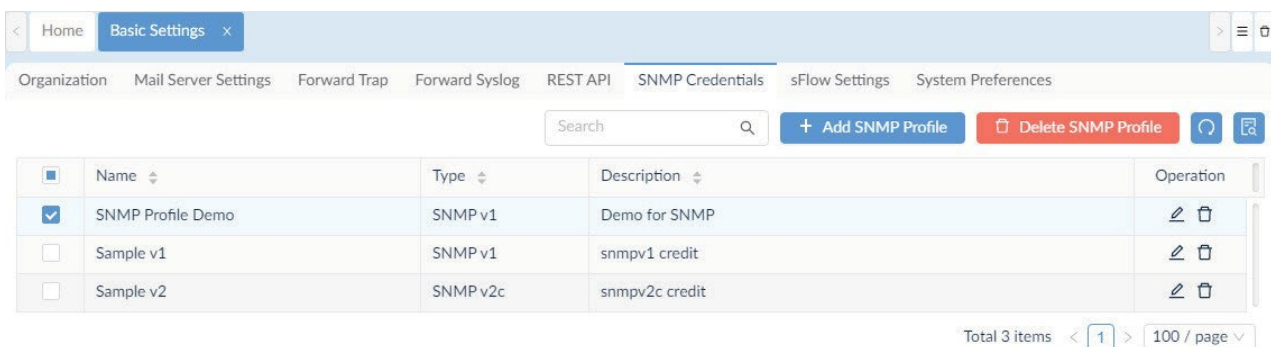 Home Basic Settings x
Organization Mail Server Settings Forward Trap Forward Syslog REST API SNMP Credentials sFlow Settings System Preferences
Search + Add SNMP Profile Delete SNMP Profile
Name Type Description Operation
SNMP Profile Demo SNMP v1 Demo for SNMP
Sample v1 SNMP v1 snmpv1 credit
Sample v2 SNMP v2c snmpv2c credit
Total 3 items < 1 > 100 / page